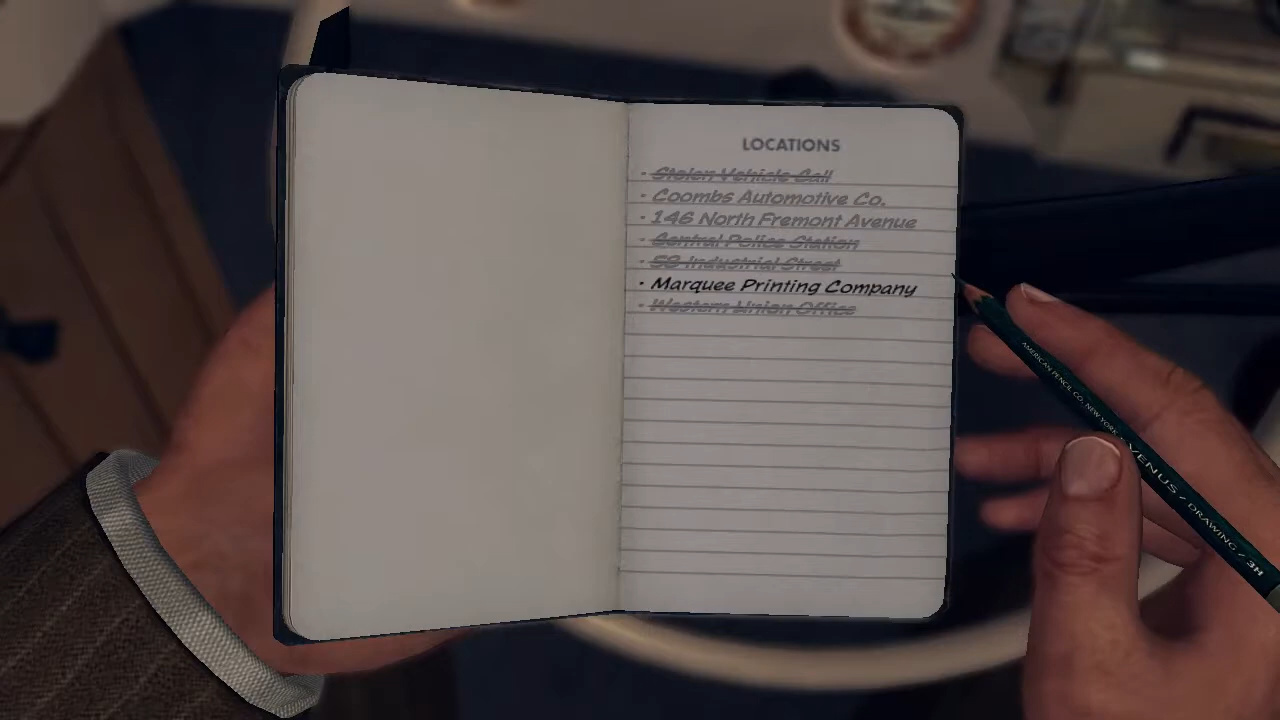 LOCATIONS
- Stolen Vehicle Call
- Coombs Automotive Co.
- 146 North Fremont Avenue
- Central Police Station
- 59 Industrial Street
- Marquee Printing Company
- Western Union Office
AMERICAN PENCIL CO. NEW YORK VENUS / DRAWING / 3H